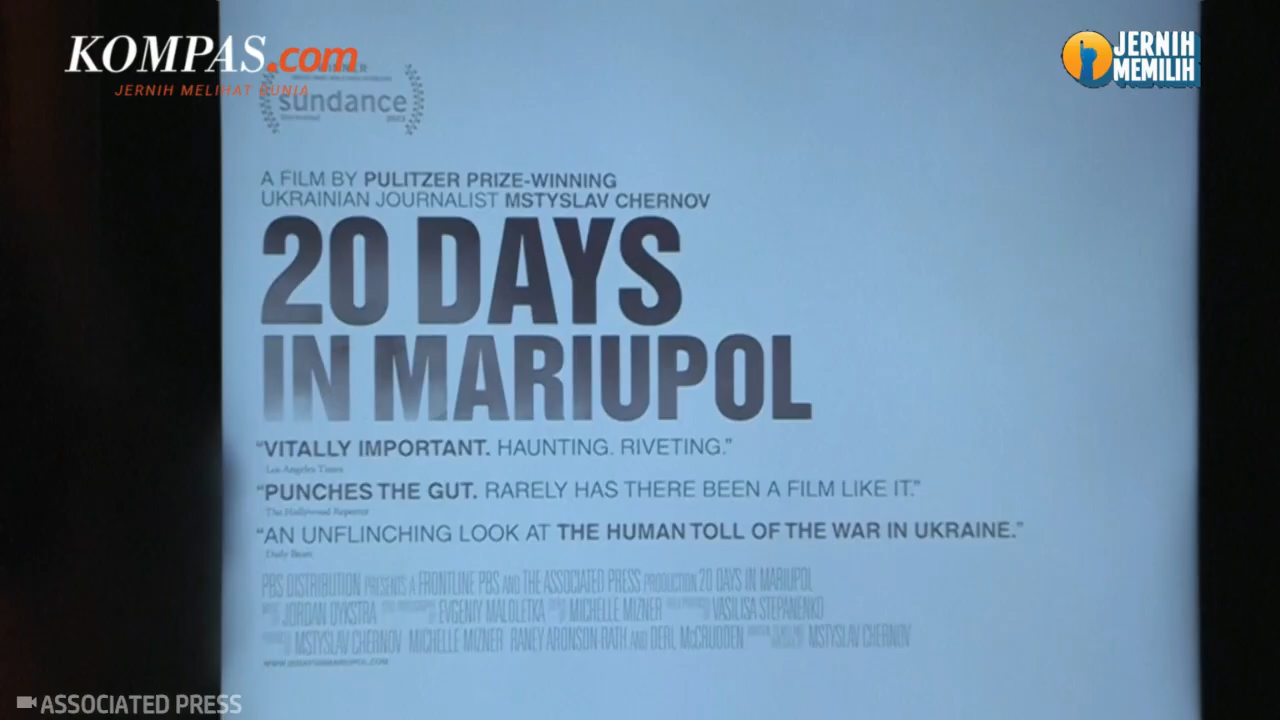 KOMPAS.com
JERNIH MELIHAT DUNIA
JERNIH
MEMILIH
sundance
A FILM BY PULITZER PRIZE-WINNING
UKRAINIAN JOURNALIST MSTYSLAV CHERNOV
20 DAYS
IN MARIUPOL
“VITALLY IMPORTANT. HAUNTING. RIVETING.”
Los Angeles Times
“PUNCHES THE GUT. RARELY HAS THERE BEEN A FILM LIKE IT.”
The Hollywood Reporter
“AN UNFLINCHING LOOK AT THE HUMAN TOLL OF THE WAR IN UKRAINE.”
Daily Beast
PBS DISTRIBUTION PRESENTS A FRONTLINE PBS AND THE ASSOCIATED PRESS PRODUCTION 20 DAYS IN MARIUPOL
JORDAN DYKSTRA EVGENIY MALOLETKA MICHELLE MIZNER VASILISA STEPANENKO
MSTYSLAV CHERNOV MICHELLE MIZNER RANEY ARONSON-RATH AND DERL McCRUDDEN MSTYSLAV CHERNOV
ASSOCIATED PRESS